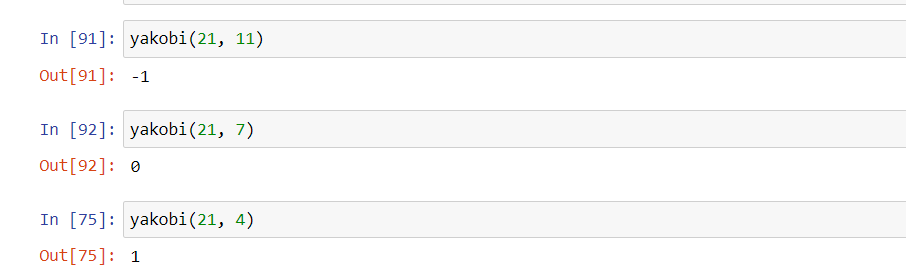 In [91]: yakobi(21, 11)
Out[91]: -1
In [92]: yakobi(21, 7)
Out[92]: 0
In [75]: yakobi(21, 4)
Out[75]: 1